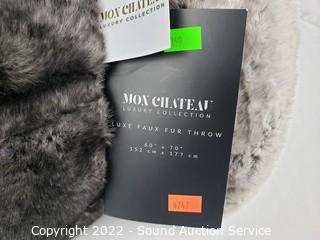 MON CHATEAU
LUXURY COLLECTION
MON CHATEAU
LUXURY COLLECTION
LUXE FAUX FUR THROW
60" x 70"
152 cm x 177 cm
4747
Copyright 2022 - Sound Auction Service